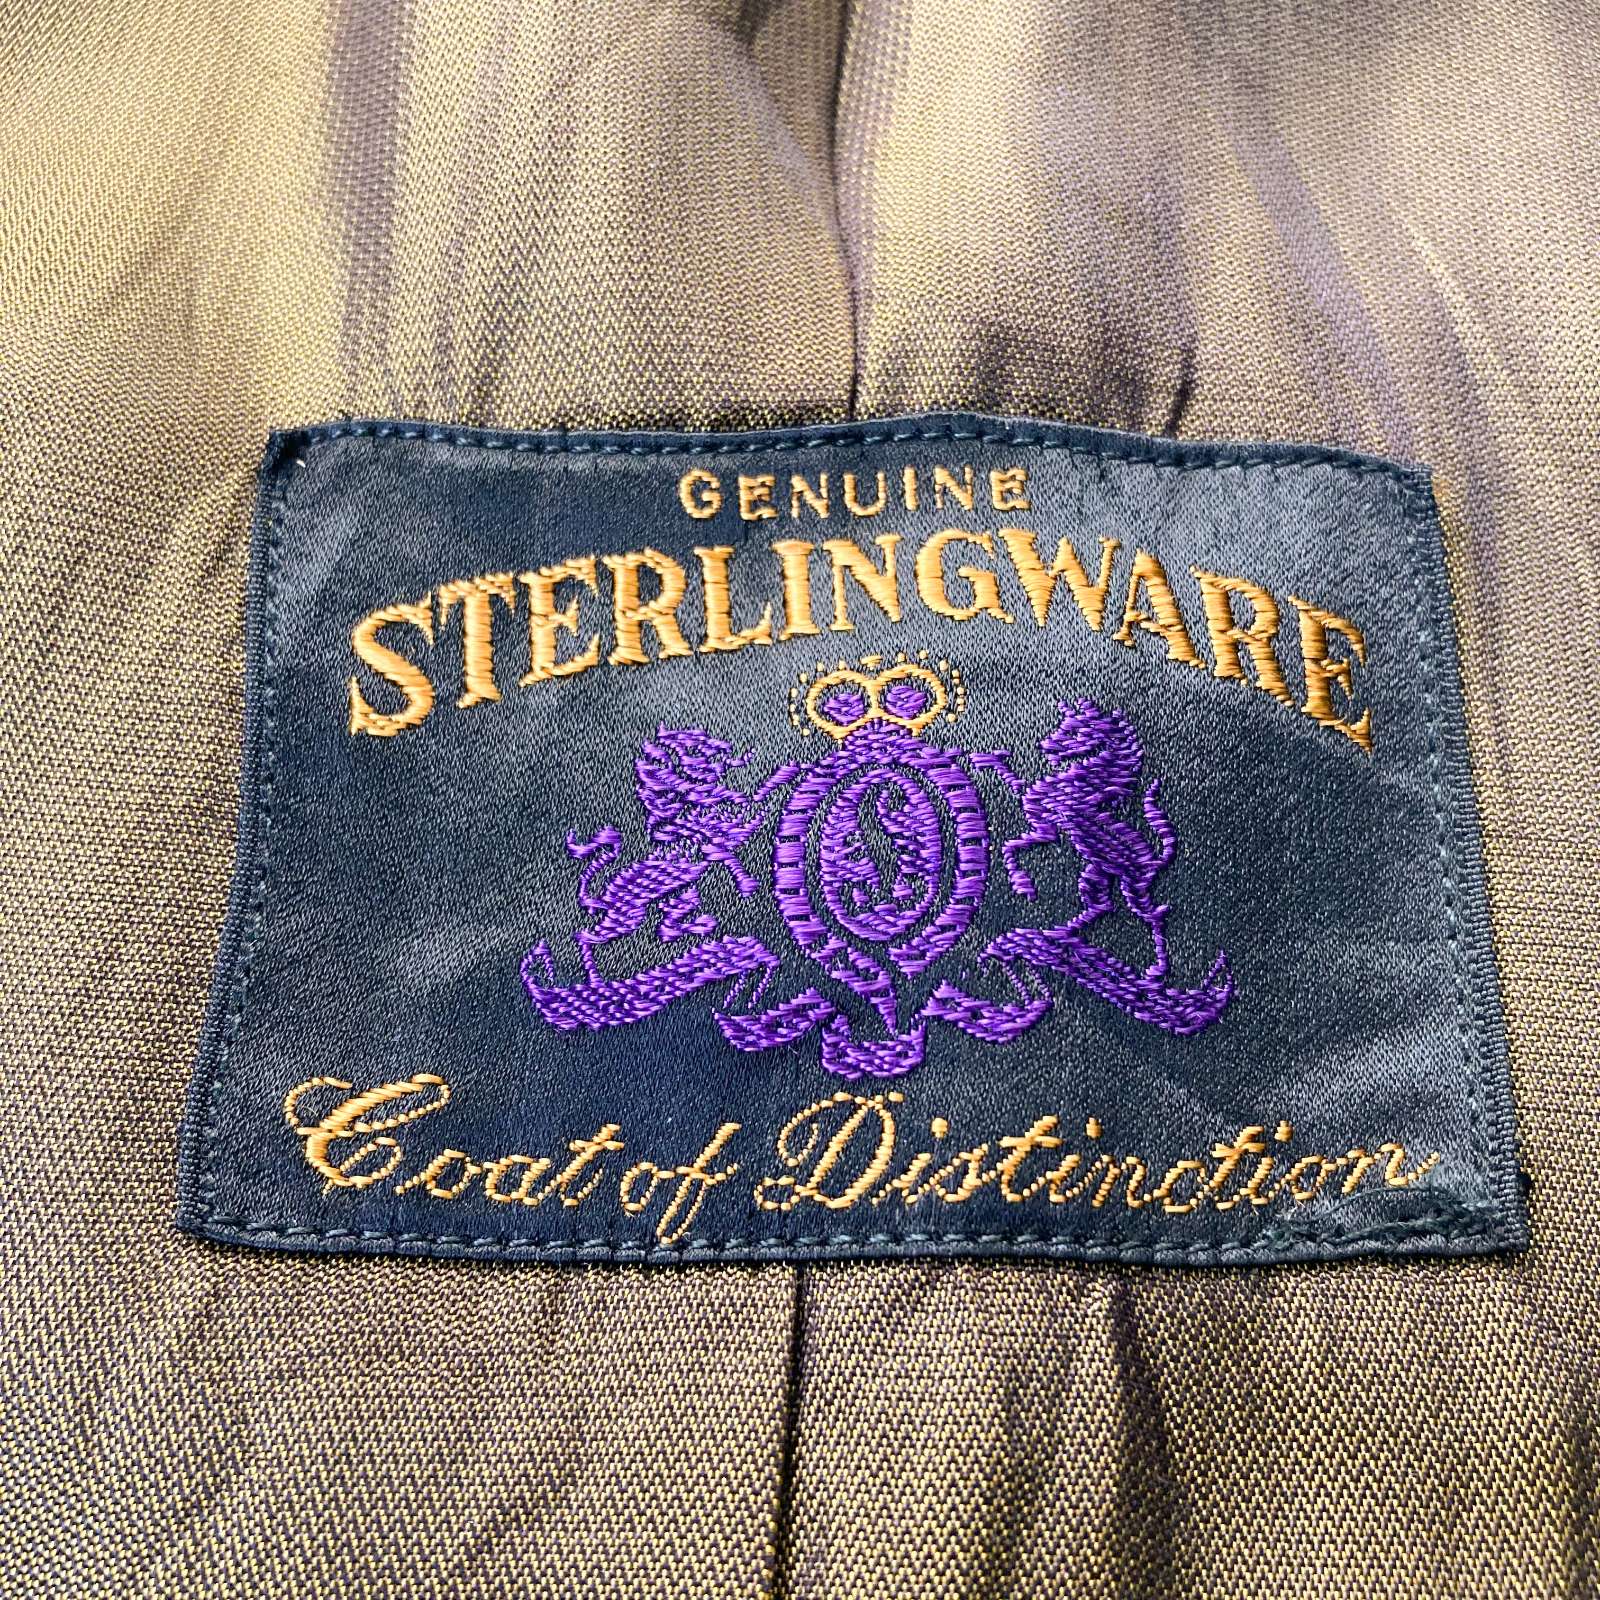 GENUINE
STERLINGWARE
Coat of Distinction